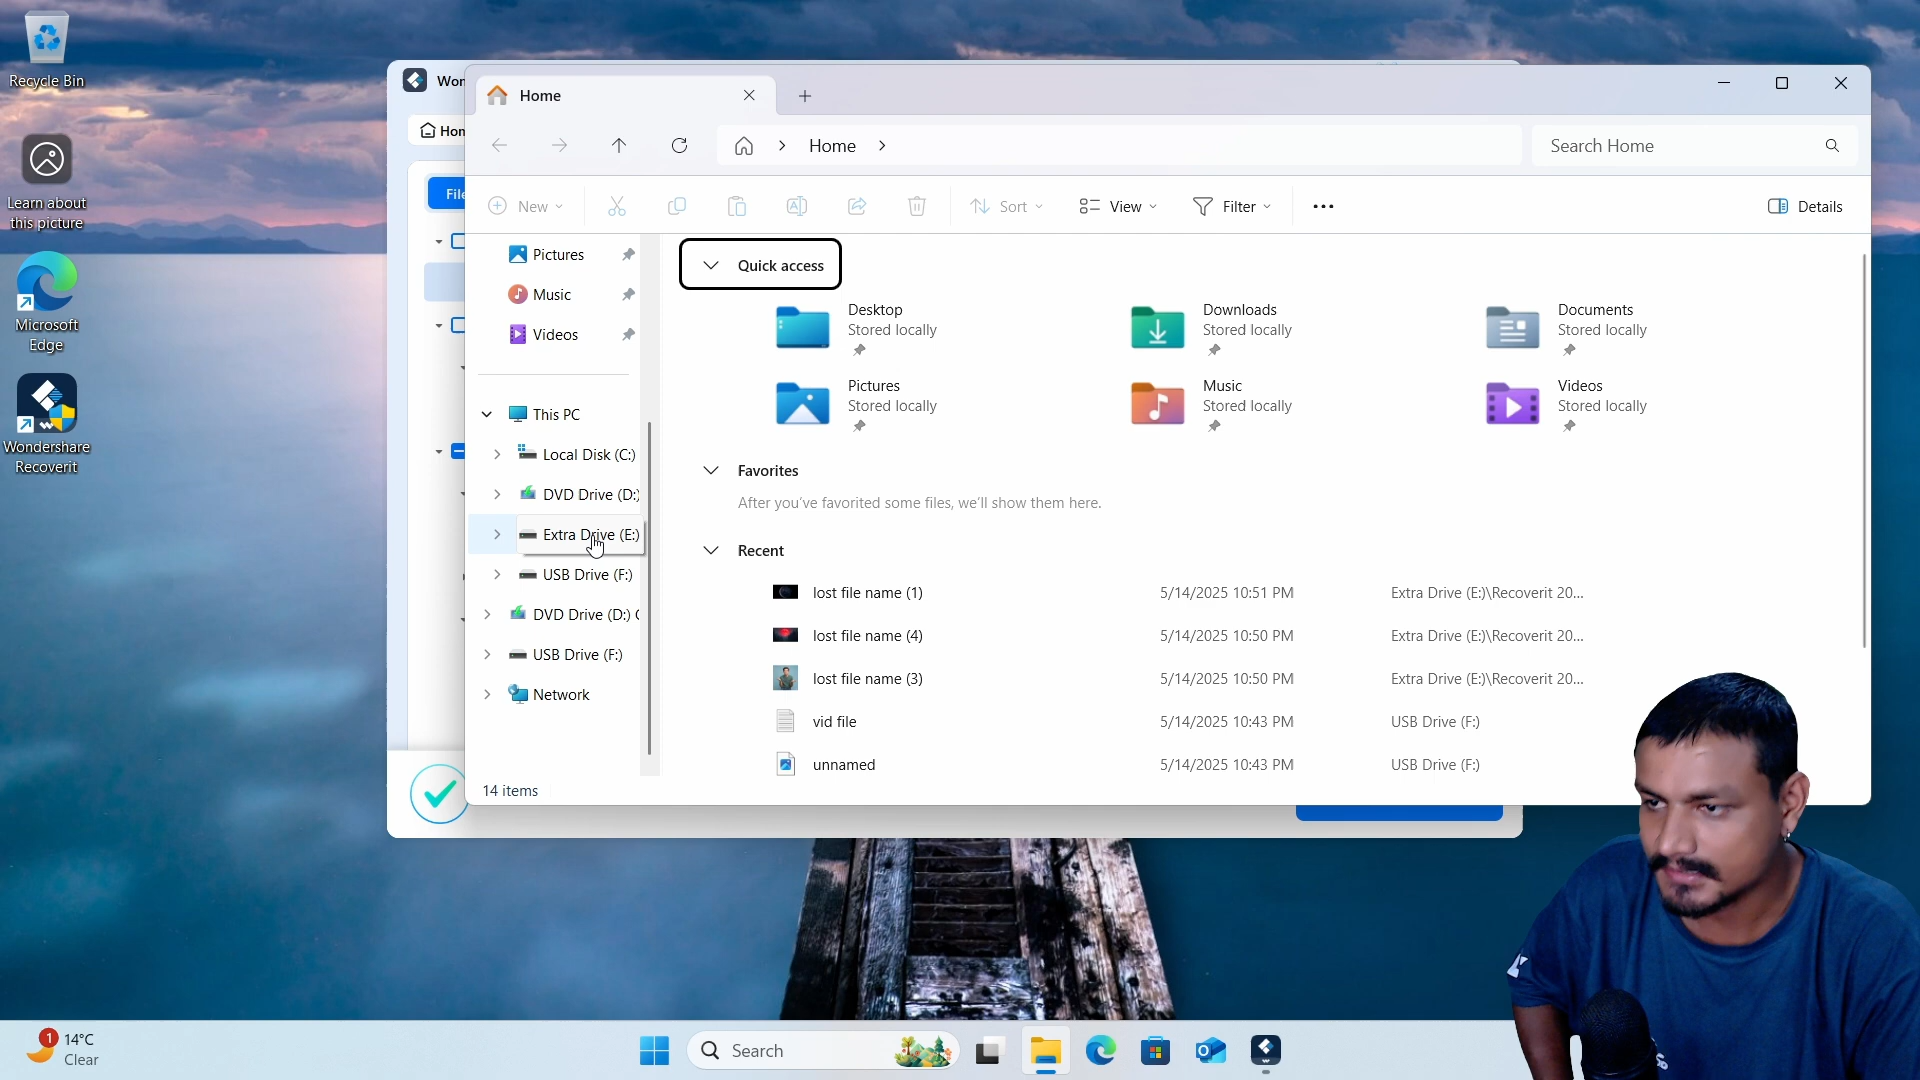 Recycle Bin
Learn about
this picture
Microsoft
Edge
Wondershare
Recoverit
Home
Home
Search Home
New
Sort
View
Filter
Details
Pictures
Music
Videos
This PC
Local Disk (C:)
DVD Drive (D:)
Extra Drive (E:)
USB Drive (F:)
DVD Drive (D:)
USB Drive (F:)
Network
14 items
Quick access
Desktop
Stored locally
Downloads
Stored locally
Documents
Stored locally
Pictures
Stored locally
Music
Stored locally
Videos
Stored locally
Favorites
After you've favorited some files, we'll show them here.
Recent
lost file name (1) 5/14/2025 10:51 PM Extra Drive (E:)\Recoverit 20...
lost file name (4) 5/14/2025 10:50 PM Extra Drive (E:)\Recoverit 20...
lost file name (3) 5/14/2025 10:50 PM Extra Drive (E:)\Recoverit 20...
vid file 5/14/2025 10:43 PM USB Drive (F:)
unnamed 5/14/2025 10:43 PM USB Drive (F:)
1
14°C
Clear
Search